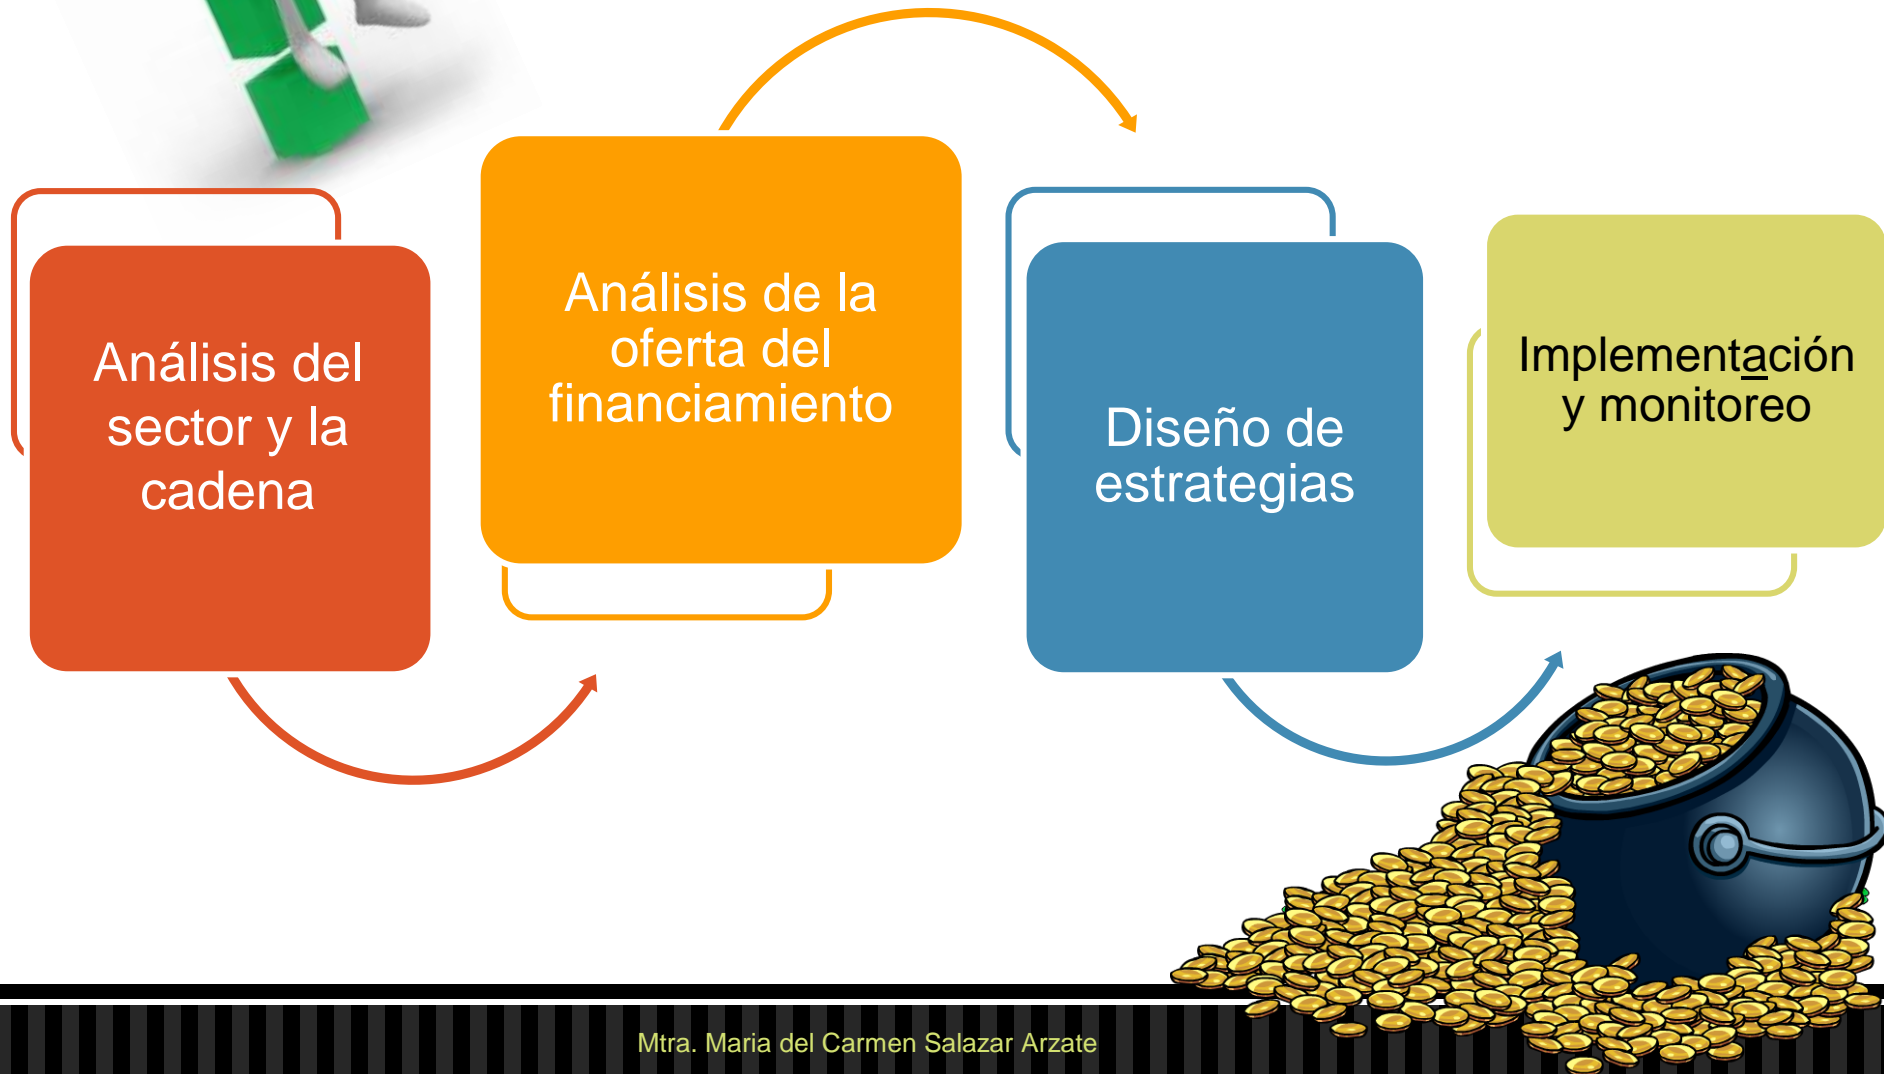 Análisis del
sector y la
cadena
Análisis de la
oferta del
financiamiento
Diseño de
estrategias
Implementación
y monitoreo
Mtra. Maria del Carmen Salazar Arzate